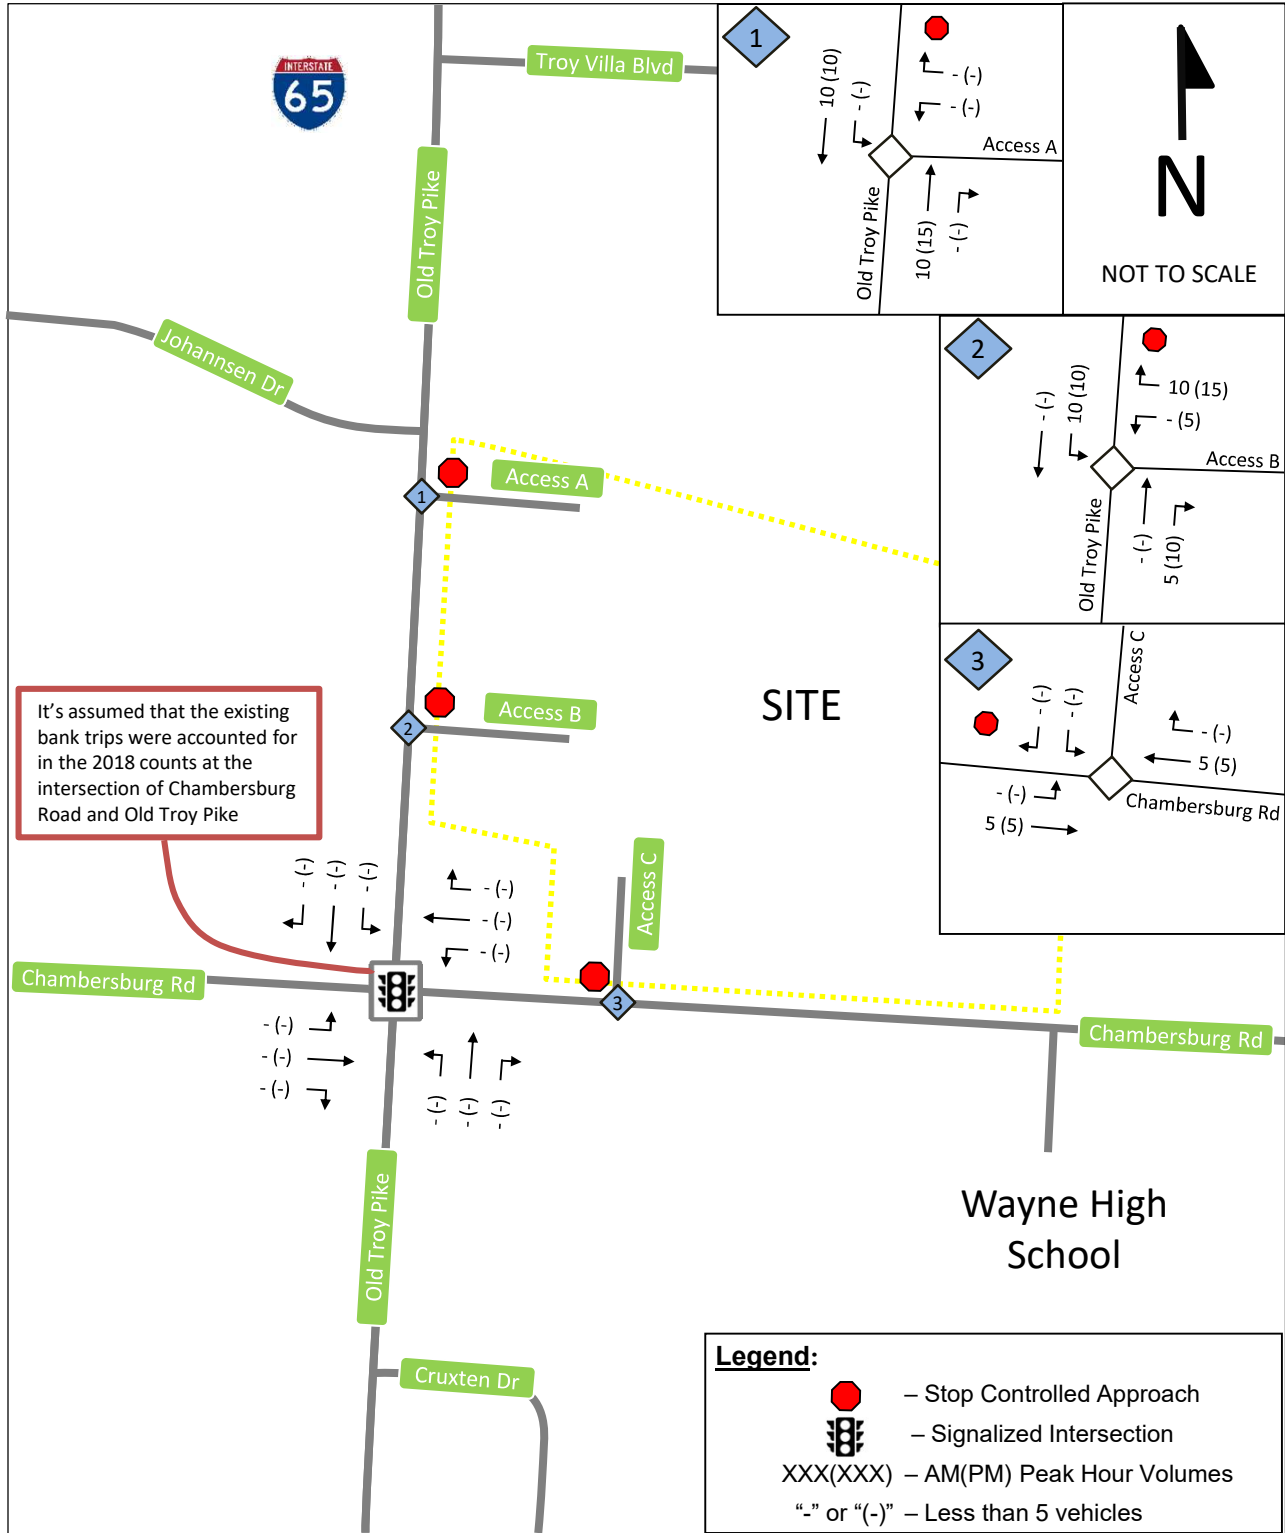 INTERSTATE
65
Troy Villa Blvd
Old Troy Pike
Johannsen Dr
1
Access A
2
Access B
SITE
It's assumed that the existing
bank trips were accounted for
in the 2018 counts at the
intersection of Chambersburg
Road and Old Troy Pike
- (-)
- (-)
- (-)
- (-)
- (-)
- (-)
Access C
Chambersburg Rd
3
Chambersburg Rd
- (-)
- (-)
- (-)
- (-)
- (-)
- (-)
Old Troy Pike
Wayne High
School
Cruxten Dr
1
10 (10)
- (-)
- (-)
- (-)
Access A
Old Troy Pike
10 (15)
- (-)
N
NOT TO SCALE
2
- (-)
10 (10)
10 (15)
- (5)
Access B
Old Troy Pike
- (-)
5 (10)
3
- (-)
- (-)
Access C
- (-)
5 (5)
- (-)
5 (5)
Chambersburg Rd
Legend:
– Stop Controlled Approach
– Signalized Intersection
XXX(XXX) – AM(PM) Peak Hour Volumes
“-” or “(-)” – Less than 5 vehicles